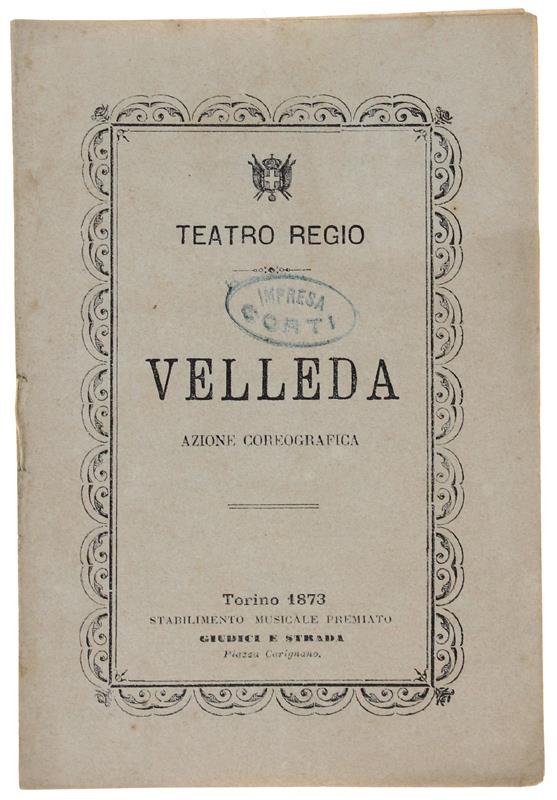 TEATRO REGIO
IMPRESA
CORTI
VELLEDA
AZIONE COREOGRAFICA
Torino 1873
STABILIMENTO MUSICALE PREMIATO
GIUDICI E STRADA
Piazza Carignano.